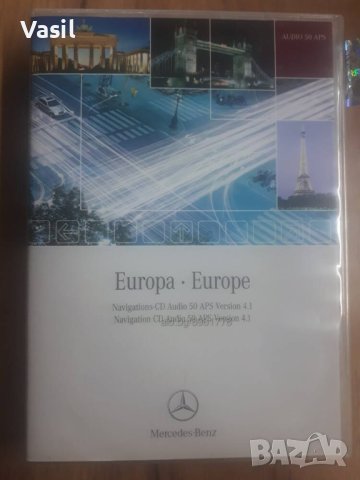 Vasil
AUDIO 50 APS
Europa · Europe
Navigations-CD Audio 50 APS Version 4.1
Navigation CD Audio 50 APS Version 4.1
Mercedes-Benz
BAZAR